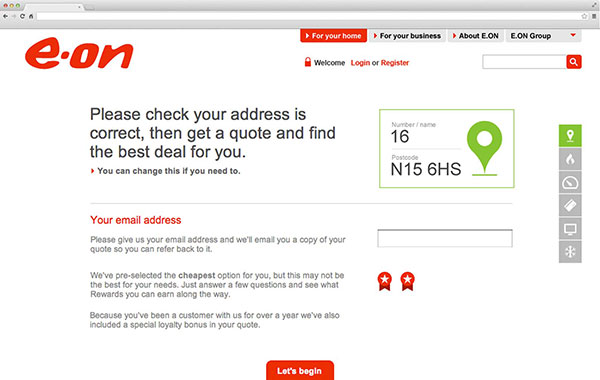 e·on
For your home
For your business
About E.ON
E.ON Group
Welcome Login or Register
Please check your address is
correct, then get a quote and find
the best deal for you.
You can change this if you need to.
Number / name
16
Postcode
N15 6HS
Your email address
Please give us your email address and we'll email you a copy of your
quote so you can refer back to it.
We've pre-selected the cheapest option for you, but this may not be
the best for your needs. Just answer a few questions and see what
Rewards you can earn along the way.
Because you've been a customer with us for over a year we've also
included a special loyalty bonus in your quote.
Let's begin